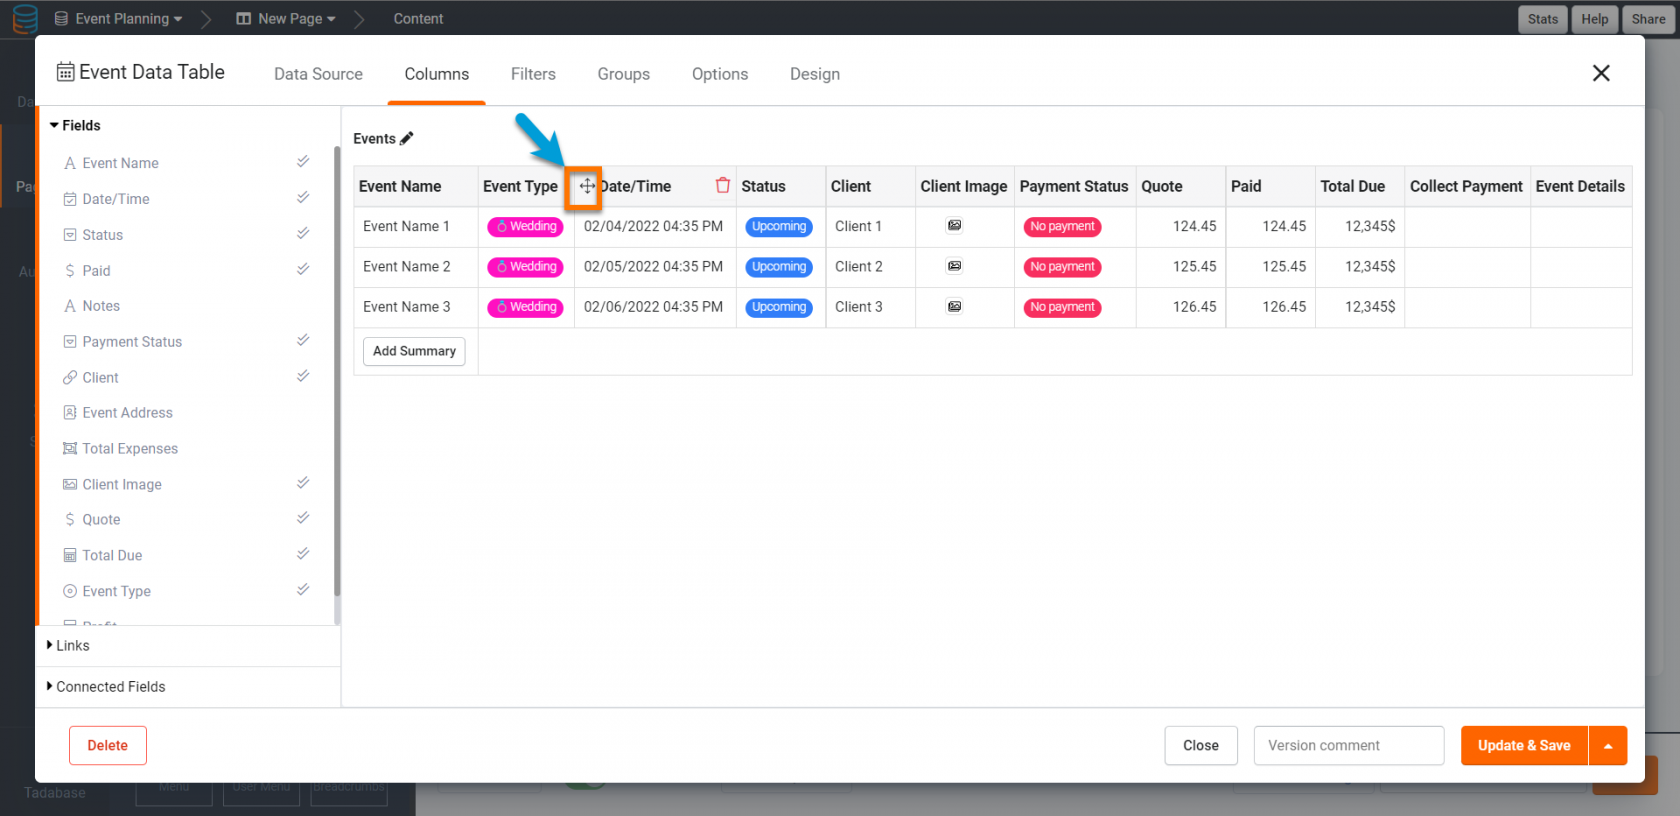 Event Planning
New Page
Content
Stats
Help
Share
Event Data Table
Data Source
Columns
Filters
Groups
Options
Design
Fields
Event Name
Date/Time
Status
Paid
Notes
Payment Status
Client
Event Address
Total Expenses
Client Image
Quote
Total Due
Event Type
Profit
Links
Connected Fields
Events
Event Name Event Type Date/Time Status Client Client Image Payment Status Quote Paid Total Due Collect Payment Event Details
Event Name 1 Wedding 02/04/2022 04:35 PM Upcoming Client 1 No payment 124.45 124.45 12,345$
Event Name 2 Wedding 02/05/2022 04:35 PM Upcoming Client 2 No payment 125.45 125.45 12,345$
Event Name 3 Wedding 02/06/2022 04:35 PM Upcoming Client 3 No payment 126.45 126.45 12,345$
Add Summary
Delete
Close
Version comment
Update & Save
Tadabase
Menu
User Menu
Breadcrumbs